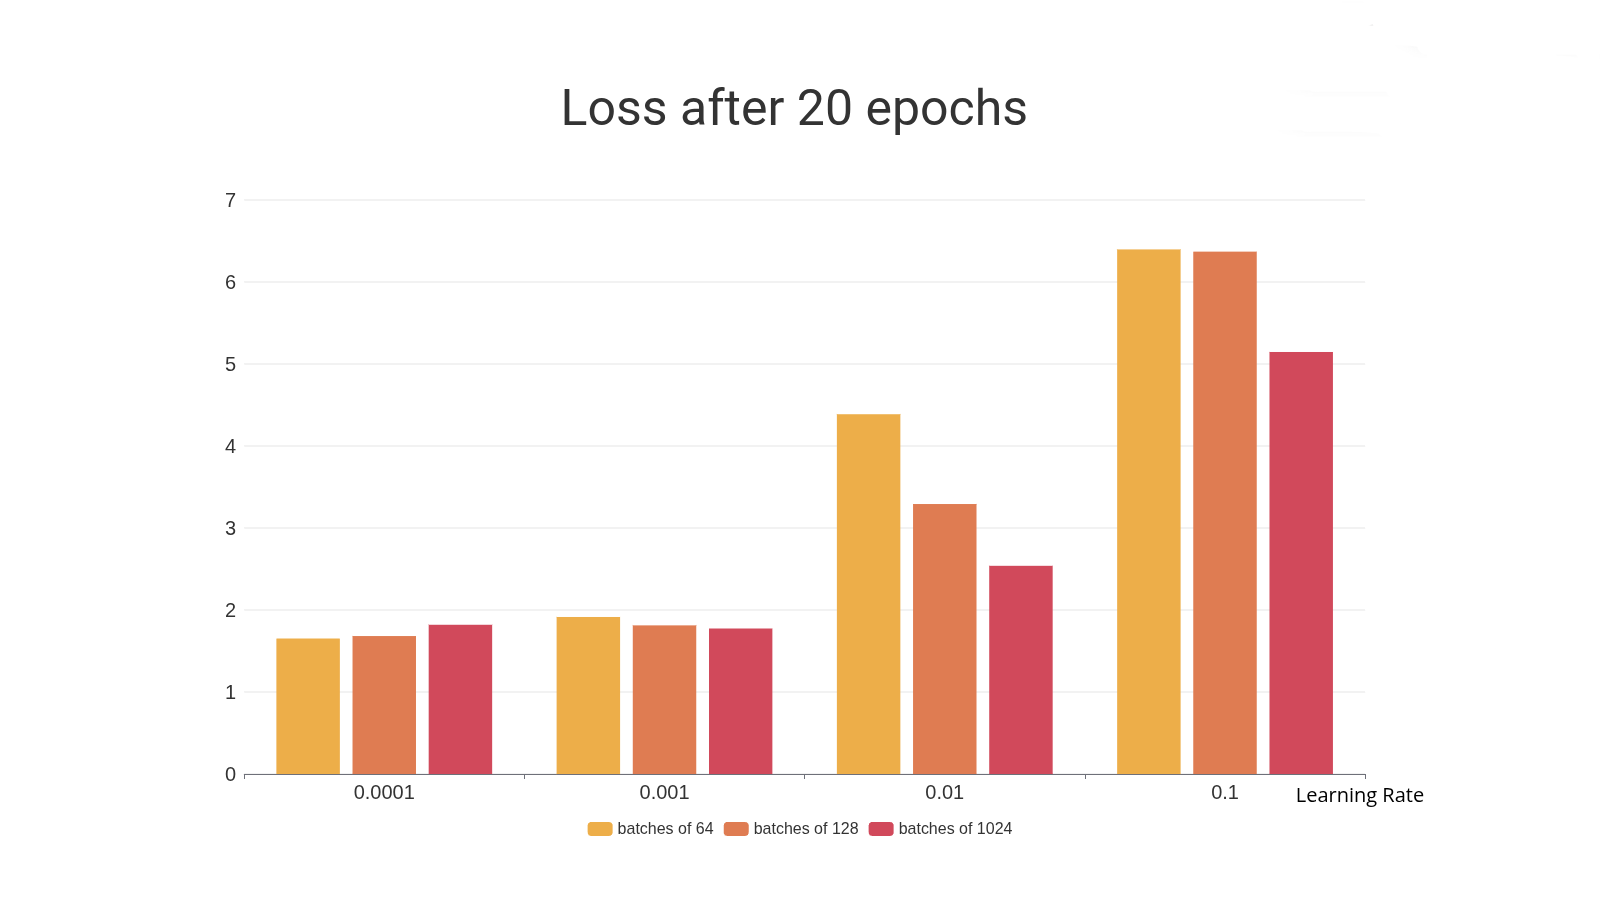 Loss after 20 epochs
7
6
5
4
3
2
1
0
0.0001 0.001 0.01 0.1 Learning Rate
batches of 64 batches of 128 batches of 1024